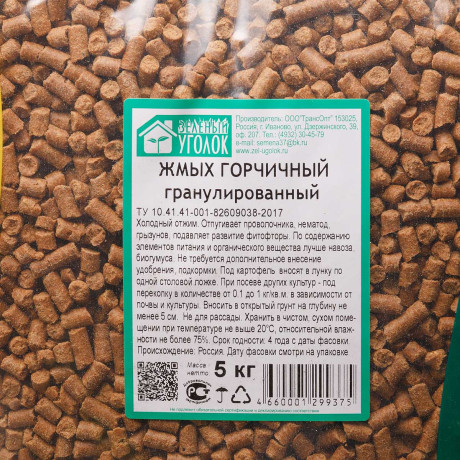 ЗЕЛЕНЫЙ
УГОЛОК
Производитель: ООО"ТрансОпт" 153025,
Россия, г. Иваново. ул. Дзержинского, 39,
оф. 207. Тел.: (4932) 30-45-79
e-mail: semena37@bk.ru
www.zel-ugolok.ru
ЖМЫХ ГОРЧИЧНЫЙ
гранулированный
ТУ 10.41.41-001-82609038-2017
Холодный отжим. Отпугивает проволочника, нематод,
грызунов, подавляет развитие фитофторы. По содержанию
элементов питания и органического вещества лучше навоза,
биогумуса. Не требуется дополнительное внесение
удобрения, подкормки. Под картофель вносят в лунку по
одной столовой ложке. При посеве других культур - под
перекопку в количестве от 0.1 до 1 кг/кв.м. в зависимости от
почвы и культуры. Вносить в открытый грунт на глубину не
менее 5 см. Не для рассады. Хранить в чистом, сухом поме-
щении при температуре не выше 20°С, относительной влаж-
ности не более 75%. Срок годности: 4 года с даты фасовки.
Происхождение: Россия. Дату фасовки смотри на упаковке
Масса
нетто 5 кг
4 660001 299375
Не подлежит обязательной сертификации и декларированию соответствия